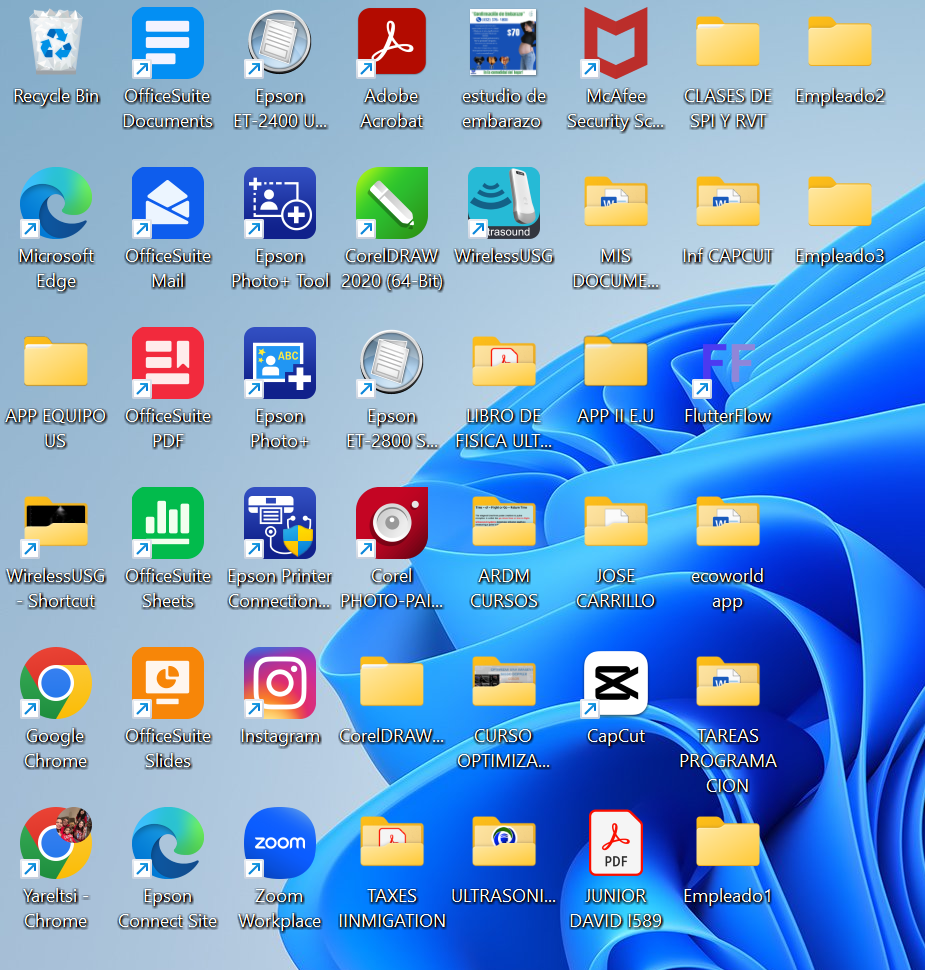 Recycle Bin
OfficeSuite
Documents
Epson
ET-2400 U...
Adobe
Acrobat
$70
estudio de
embarazo
McAfee
Security Sc...
CLASES DE
SPI Y RVT
Empleado2
Microsoft
Edge
OfficeSuite
Mail
Epson
Photo+ Tool
CorelDRAW
2020 (64-Bit)
WirelessUSG
W
MIS
DOCUME...
W
Inf CAPCUT
Empleado3
APP EQUIPO
US
OfficeSuite
PDF
ABC
Epson
Photo+
Epson
ET-2800 S...
LIBRO DE
FISICA ULT...
APP II E.U
FF
FlutterFlow
WirelessUSG
- Shortcut
OfficeSuite
Sheets
Epson Printer
Connection...
Corel
PHOTO-PAI...
ARDM
CURSOS
JOSE
CARRILLO
W
ecoworld
app
Google
Chrome
OfficeSuite
Slides
Instagram
CorelDRAW...
CURSO
OPTIMIZA...
CapCut
W
TAREAS
PROGRAMA
CION
Yareltsi -
Chrome
Epson
Connect Site
zoom
Zoom
Workplace
TAXES
IINMIGATION
ULTRASONI...
PDF
JUNIOR
DAVID I589
Empleado1